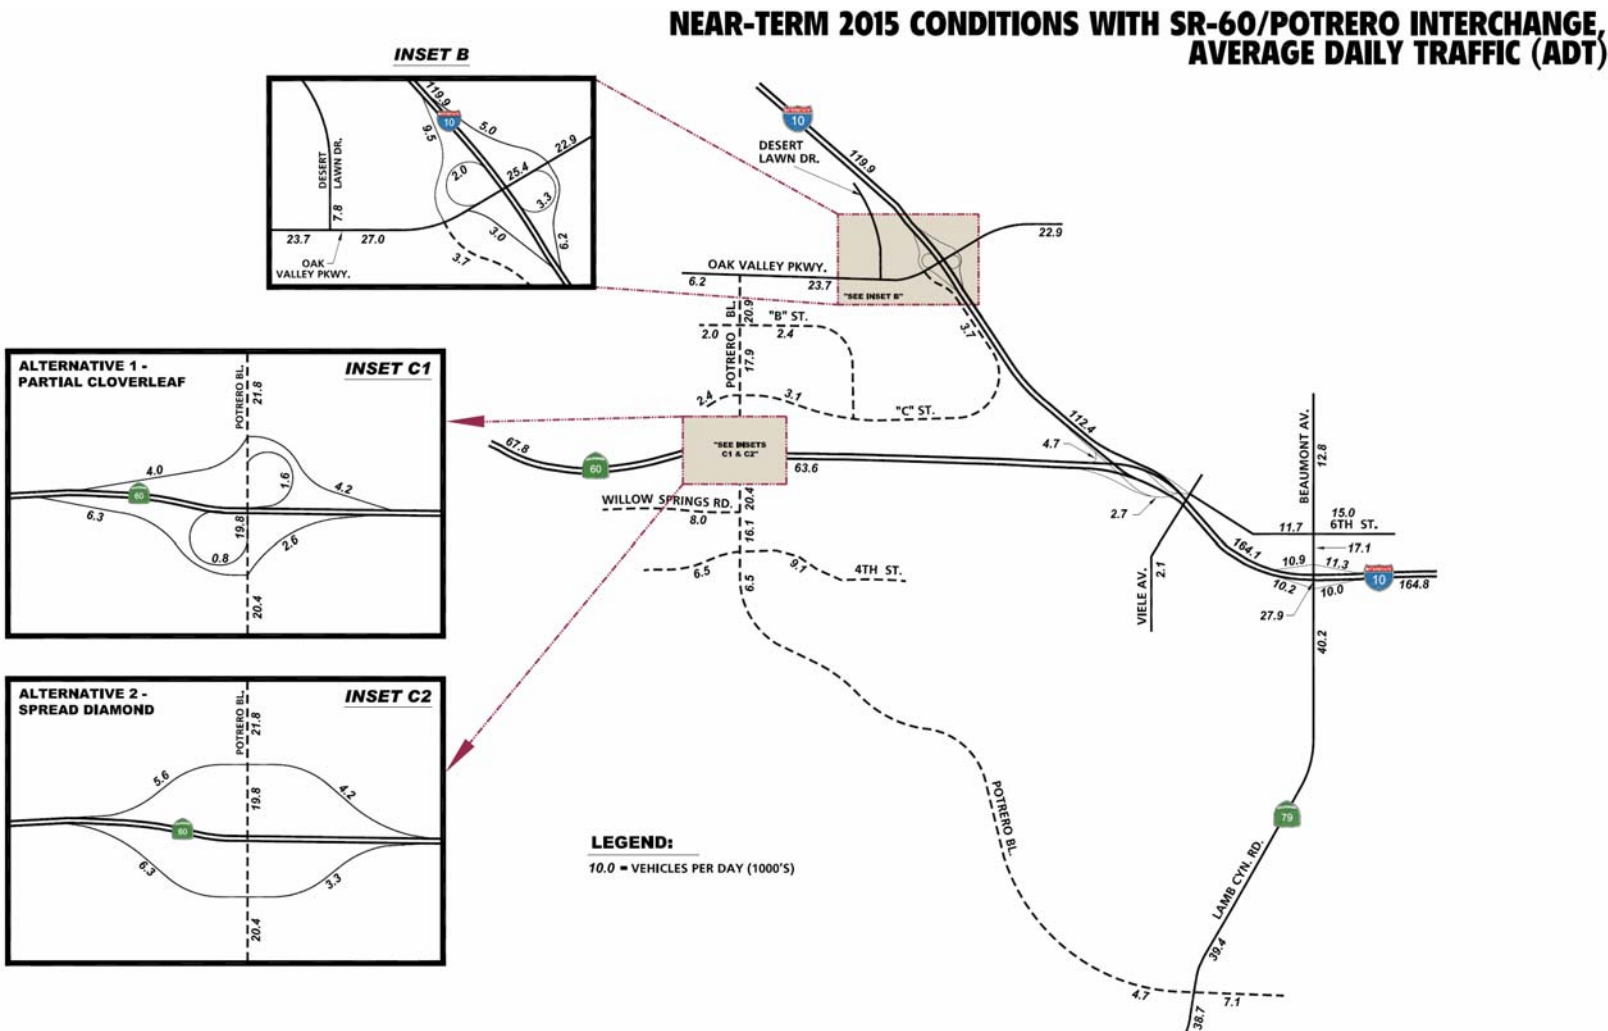 NEAR-TERM 2015 CONDITIONS WITH SR-60/POTRERO INTERCHANGE,
AVERAGE DAILY TRAFFIC (ADT)
INSET B
119.9
10
5.0
9.5
22.9
25.4
2.0
3.3
DESERT
LAWN DR.
7.8
23.7
27.0
3.0
6.2
3.7
OAK
VALLEY PKWY.
10
DESERT
LAWN DR.
119.9
22.9
OAK VALLEY PKWY.
6.2
23.7
"SEE INSET B"
3.7
POTRERO BL.
20.9
"B" ST.
2.0
2.4
17.9
2.4
3.1
"C" ST.
"SEE INSETS
C1 & C2"
67.8
60
63.6
WILLOW SPRINGS RD.
8.0
20.4
16.1
6.5
9.1
4TH ST.
6.5
112.4
4.7
2.7
VIELE AV.
2.1
BEAUMONT AV.
12.8
15.0
11.7
6TH ST.
17.1
164.1
10.9
11.3
10
164.8
10.2
10.0
27.9
40.2
79
LAMB CYN. RD.
39.4
POTRERO BL.
4.7
7.1
38.7
ALTERNATIVE 1 -
PARTIAL CLOVERLEAF
INSET C1
POTRERO BL.
21.8
4.0
60
1.6
4.2
6.3
19.8
0.8
2.6
20.4
ALTERNATIVE 2 -
SPREAD DIAMOND
INSET C2
POTRERO BL.
21.8
5.6
19.8
4.2
60
6.3
3.3
20.4
LEGEND:
10.0 = VEHICLES PER DAY (1000'S)